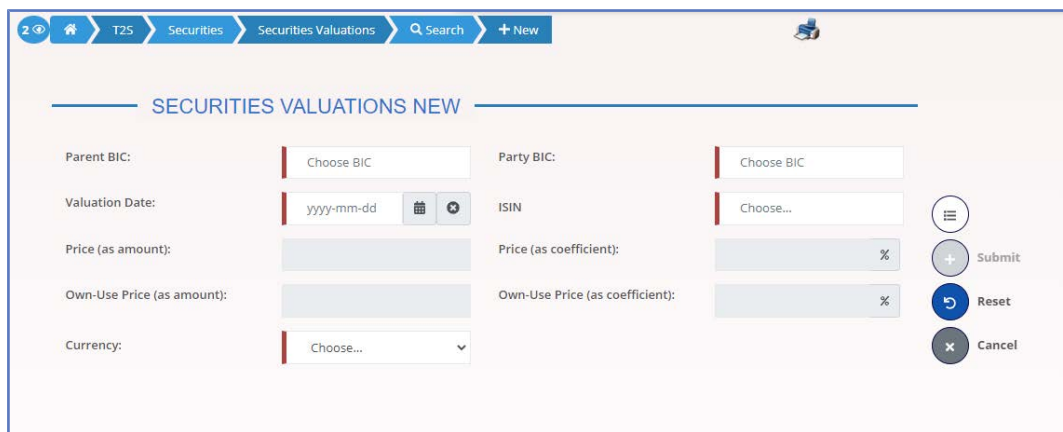 2 T2S Securities Securities Valuations Search New
SECURITIES VALUATIONS NEW
Parent BIC: Choose BIC Party BIC: Choose BIC
Valuation Date: yyyy-mm-dd ISIN Choose...
Price (as amount): Price (as coefficient): %
Submit
Own-Use Price (as amount): Own-Use Price (as coefficient): %
Reset
Currency: Choose...
Cancel